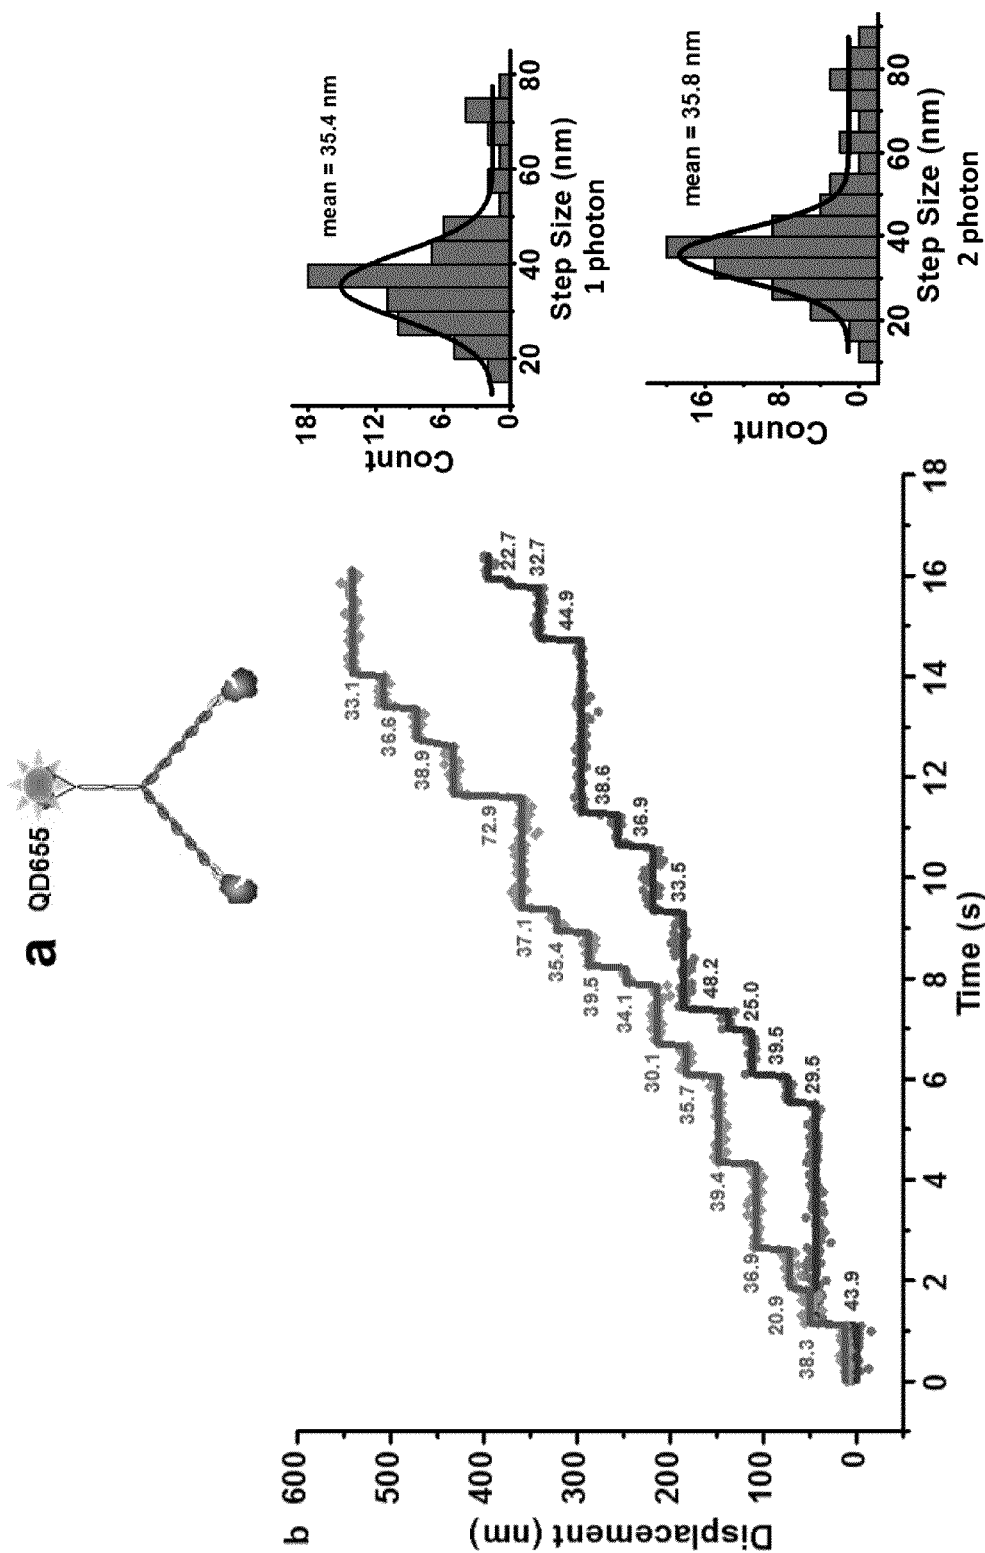 a QD655
b
Displacement (nm)
600
500
400
300
200
100
0
38.3
20.9
36.9
39.4
35.7
30.1
34.1
39.5
35.4
37.1
72.9
38.9
36.6
33.1
43.9
29.5
39.5
25.0
48.2
33.5
36.9
38.6
44.9
32.7
22.7
0 2 4 6 8 10 12 14 16 18
Time (s)
Count
18
12
6
0
mean = 35.4 nm
20 40 60 80
Step Size (nm)
1 photon
Count
16
8
0
mean = 35.8 nm
20 40 60 80
Step Size (nm)
2 photon